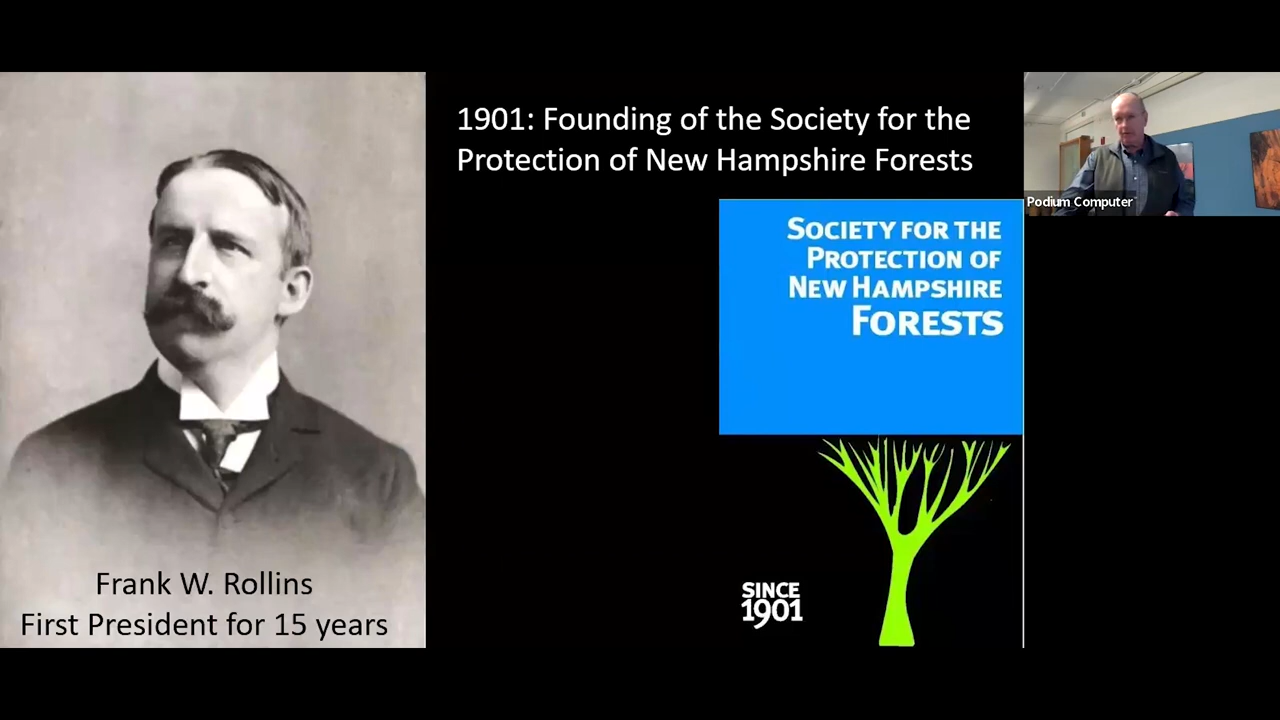 1901: Founding of the Society for the
Protection of New Hampshire Forests
Podium Computer
SOCIETY FOR THE
PROTECTION OF
NEW HAMPSHIRE
FORESTS
SINCE
1901
Frank W. Rollins
First President for 15 years